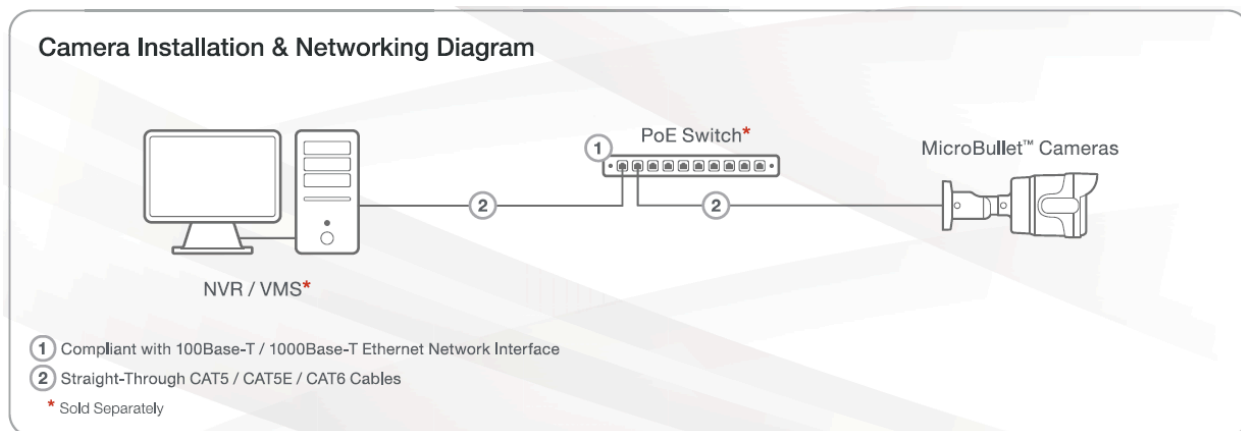 Camera Installation & Networking Diagram
PoE Switch*
1
MicroBullet™ Cameras
2
2
NVR / VMS*
1 Compliant with 100Base-T / 1000Base-T Ethernet Network Interface
2 Straight-Through CAT5 / CAT5E / CAT6 Cables
* Sold Separately